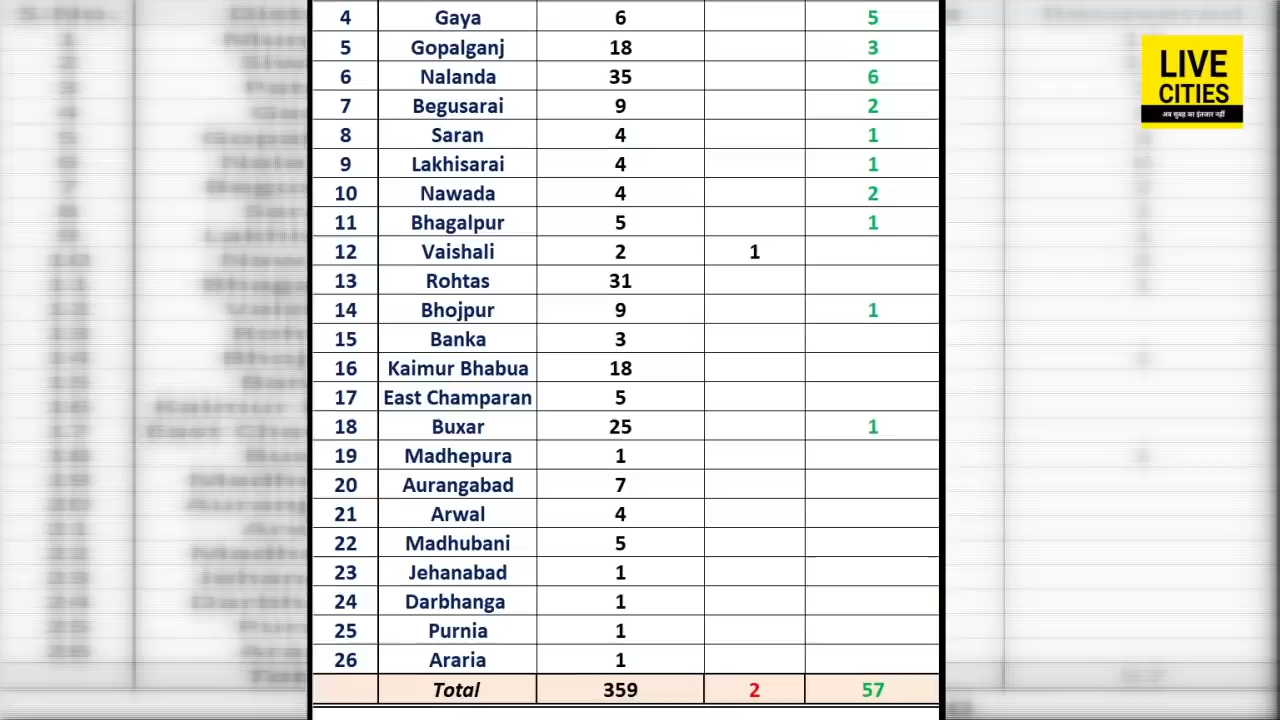 4 Gaya 6 5
5 Gopalganj 18 3
6 Nalanda 35 6
7 Begusarai 9 2
8 Saran 4 1
9 Lakhisarai 4 1
10 Nawada 4 2
11 Bhagalpur 5 1
12 Vaishali 2 1
13 Rohtas 31
14 Bhojpur 9 1
15 Banka 3
16 Kaimur Bhabua 18
17 East Champaran 5
18 Buxar 25 1
19 Madhepura 1
20 Aurangabad 7
21 Arwal 4
22 Madhubani 5
23 Jehanabad 1
24 Darbhanga 1
25 Purnia 1
26 Araria 1
Total 359 2 57
LIVE
CITIES
अब सुबह का इंतजार नहीं